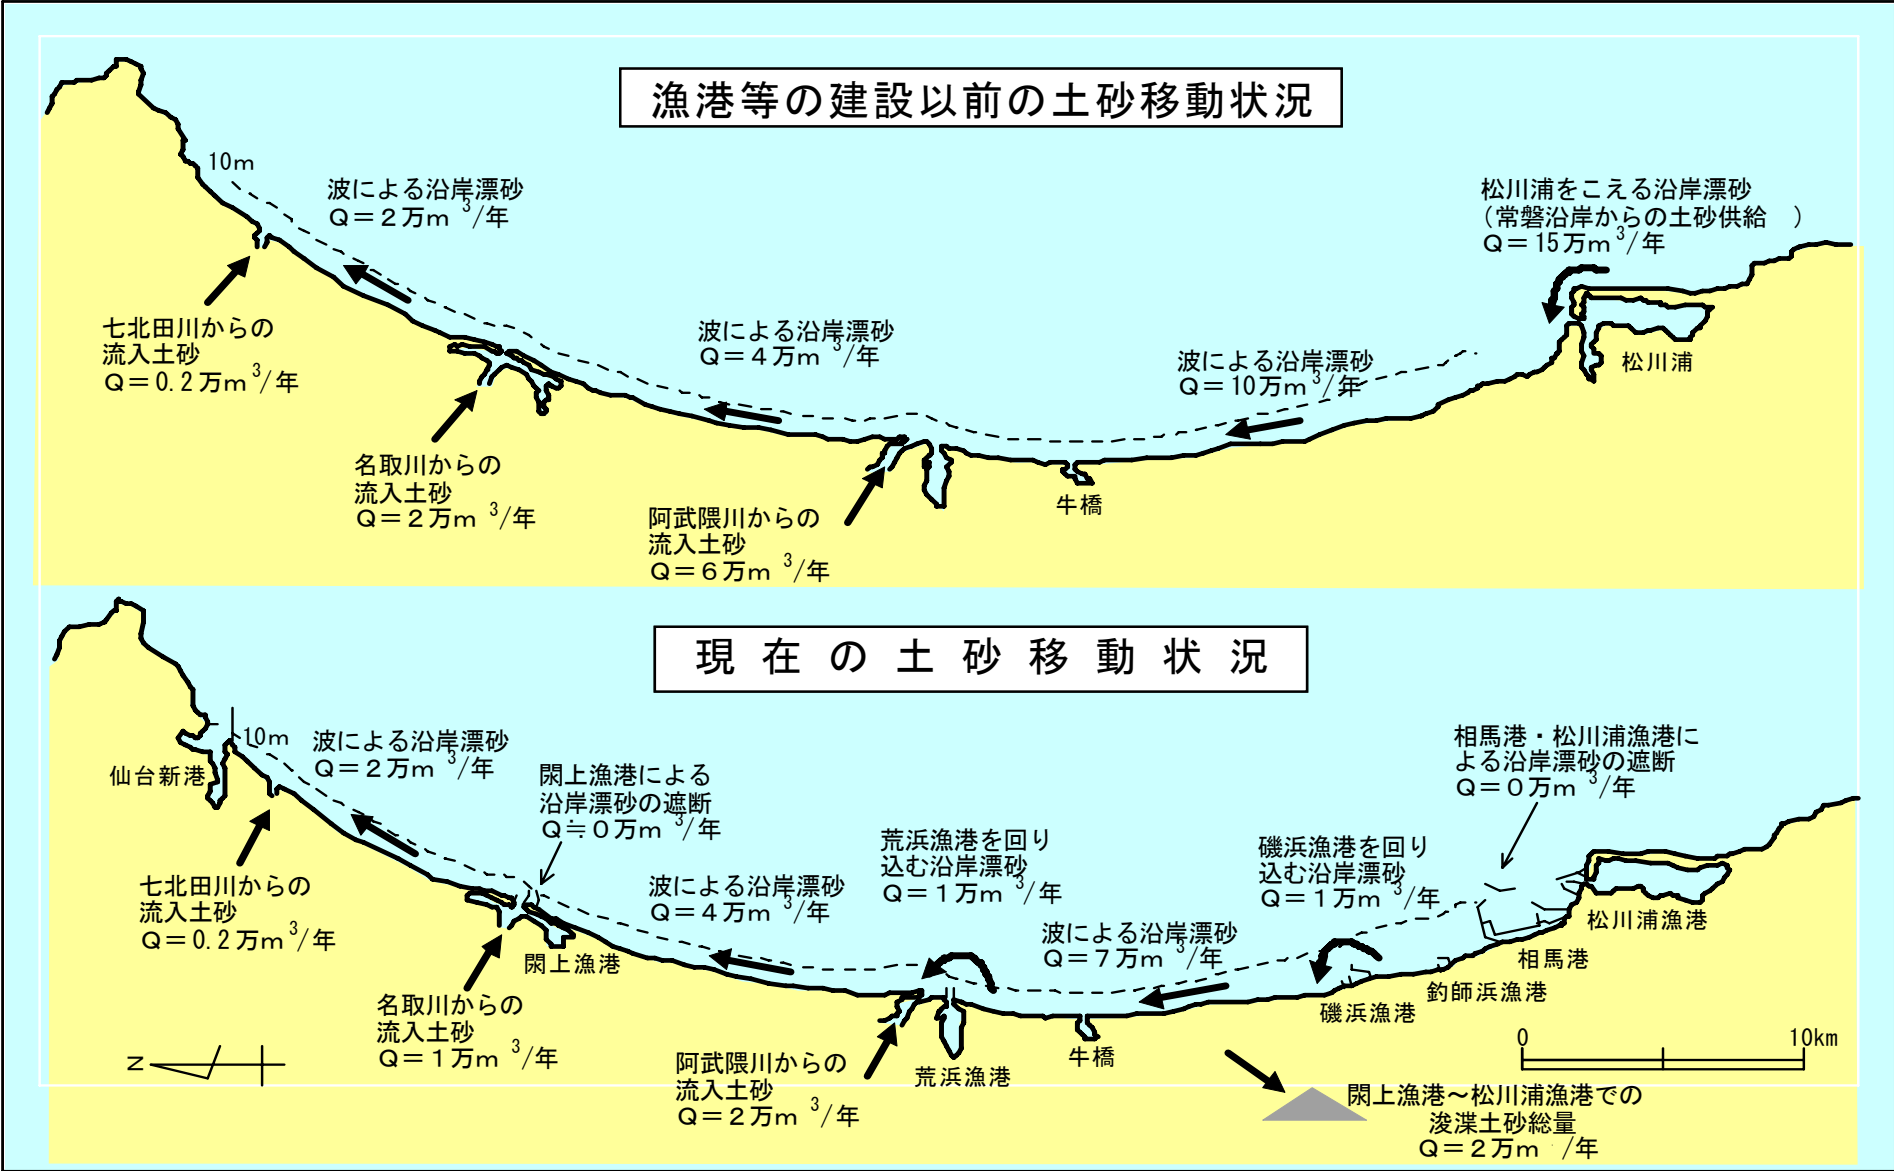 漁港等の建設以前の土砂移動状況
10m
波による沿岸漂砂
Q=2万m3/年
松川浦をこえる沿岸漂砂
(常磐沿岸からの土砂供給 )
Q=15万m3/年
七北田川からの
流入土砂
Q=0.2万m3/年
波による沿岸漂砂
Q=4万m3/年
波による沿岸漂砂
Q=10万m3/年
松川浦
名取川からの
流入土砂
Q=2万m3/年
阿武隈川からの
流入土砂
Q=6万m3/年
牛橋
現在の土砂移動状況
10m
仙台新港
波による沿岸漂砂
Q=2万m3/年
閖上漁港による
沿岸漂砂の遮断
Q≒0万m3/年
相馬港・松川浦漁港に
よる沿岸漂砂の遮断
Q=0万m3/年
荒浜漁港を回り
込む沿岸漂砂
Q=1万m3/年
磯浜漁港を回り
込む沿岸漂砂
Q=1万m3/年
七北田川からの
流入土砂
Q=0.2万m3/年
波による沿岸漂砂
Q=4万m3/年
波による沿岸漂砂
Q=7万m3/年
松川浦漁港
相馬港
釣師浜漁港
磯浜漁港
閖上漁港
名取川からの
流入土砂
Q=1万m3/年
阿武隈川からの
流入土砂
Q=2万m3/年
荒浜漁港
牛橋
N
0 10km
閖上漁港~松川浦漁港での
浚渫土砂総量
Q=2万m /年